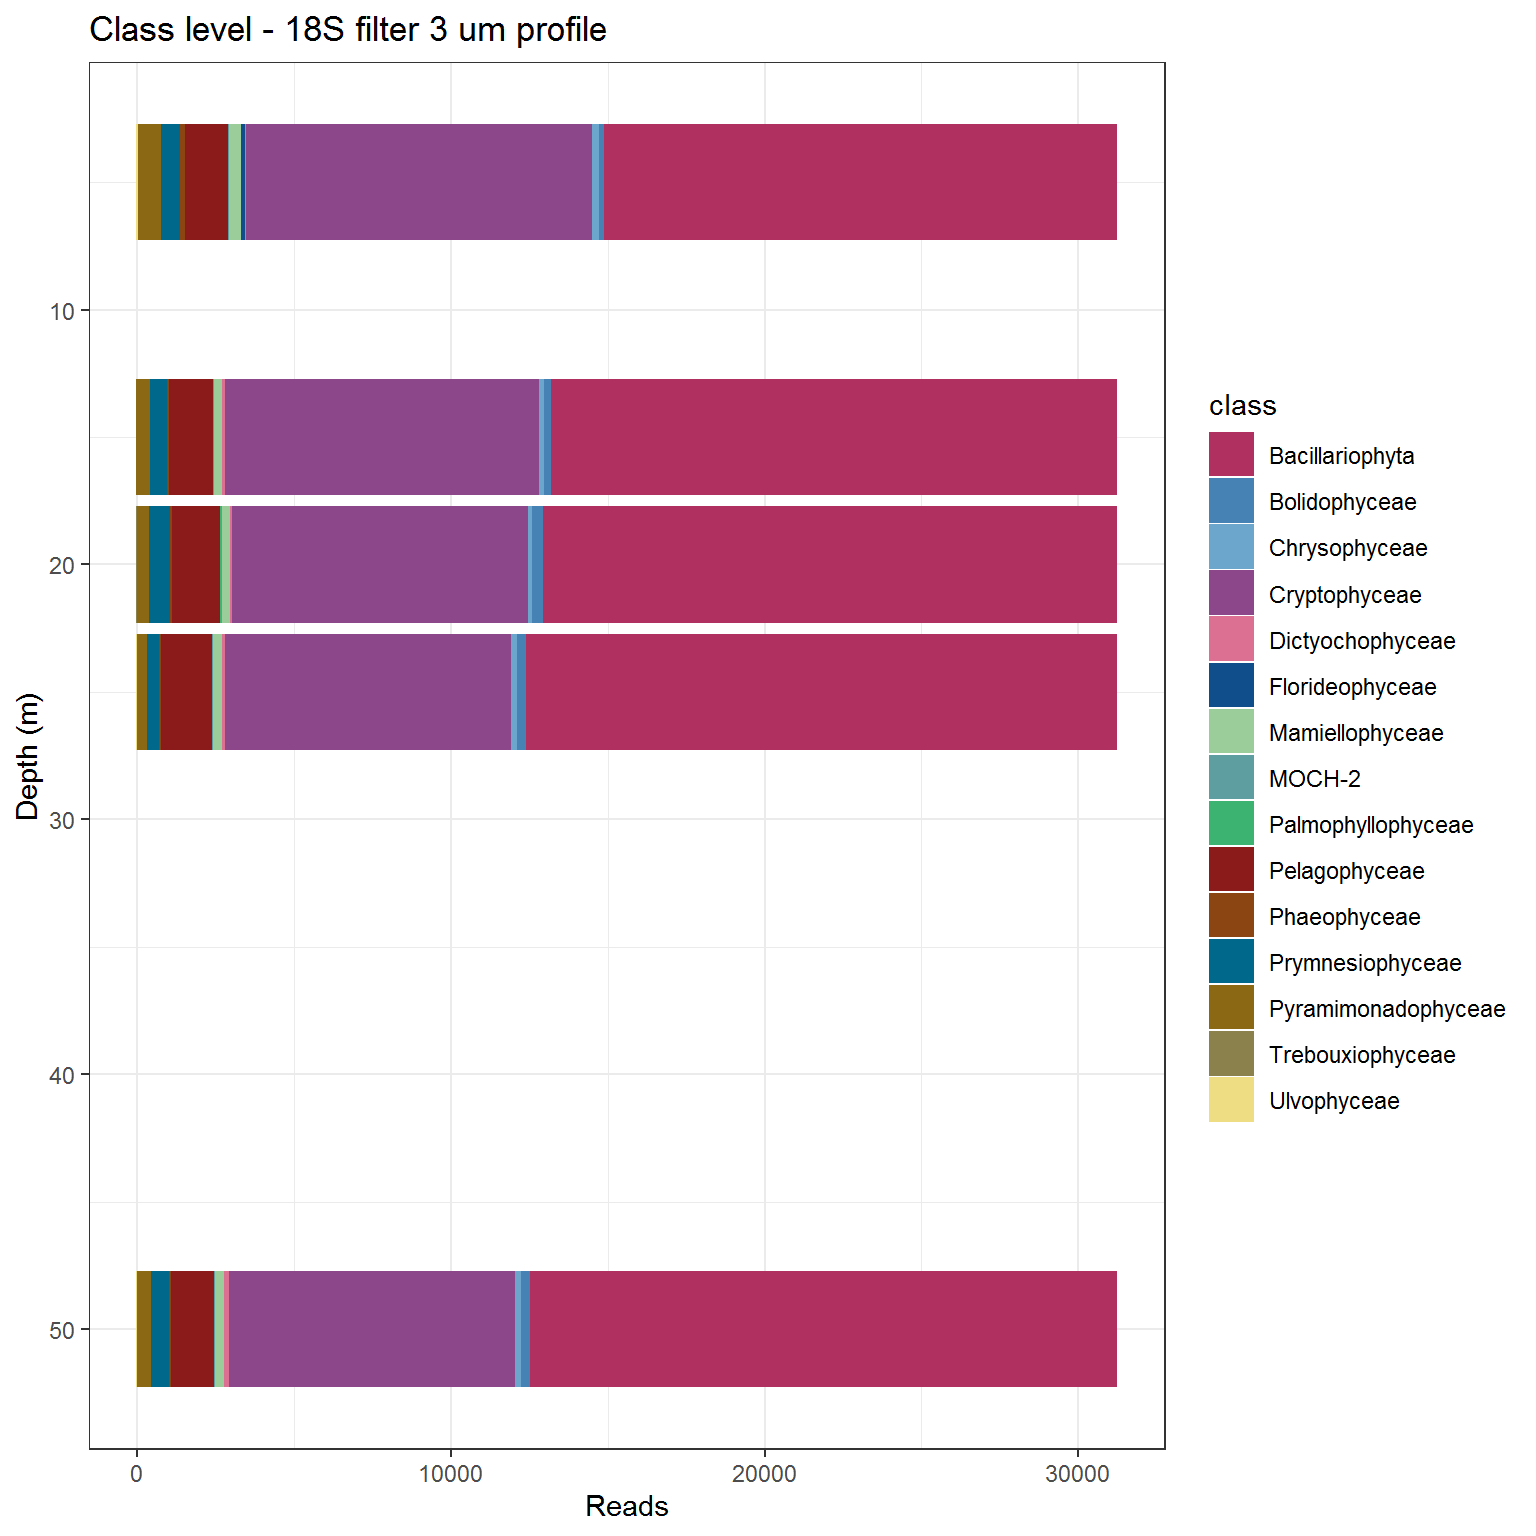 Class level - 18S filter 3 um profile
10
20
30
40
50
Depth (m)
0 10000 20000 30000
Reads
class
Bacillariophyta
Bolidophyceae
Chrysophyceae
Cryptophyceae
Dictyochophyceae
Florideophyceae
Mamiellophyceae
MOCH-2
Palmophyllophyceae
Pelagophyceae
Phaeophyceae
Prymnesiophyceae
Pyramimonadophyceae
Trebouxiophyceae
Ulvophyceae